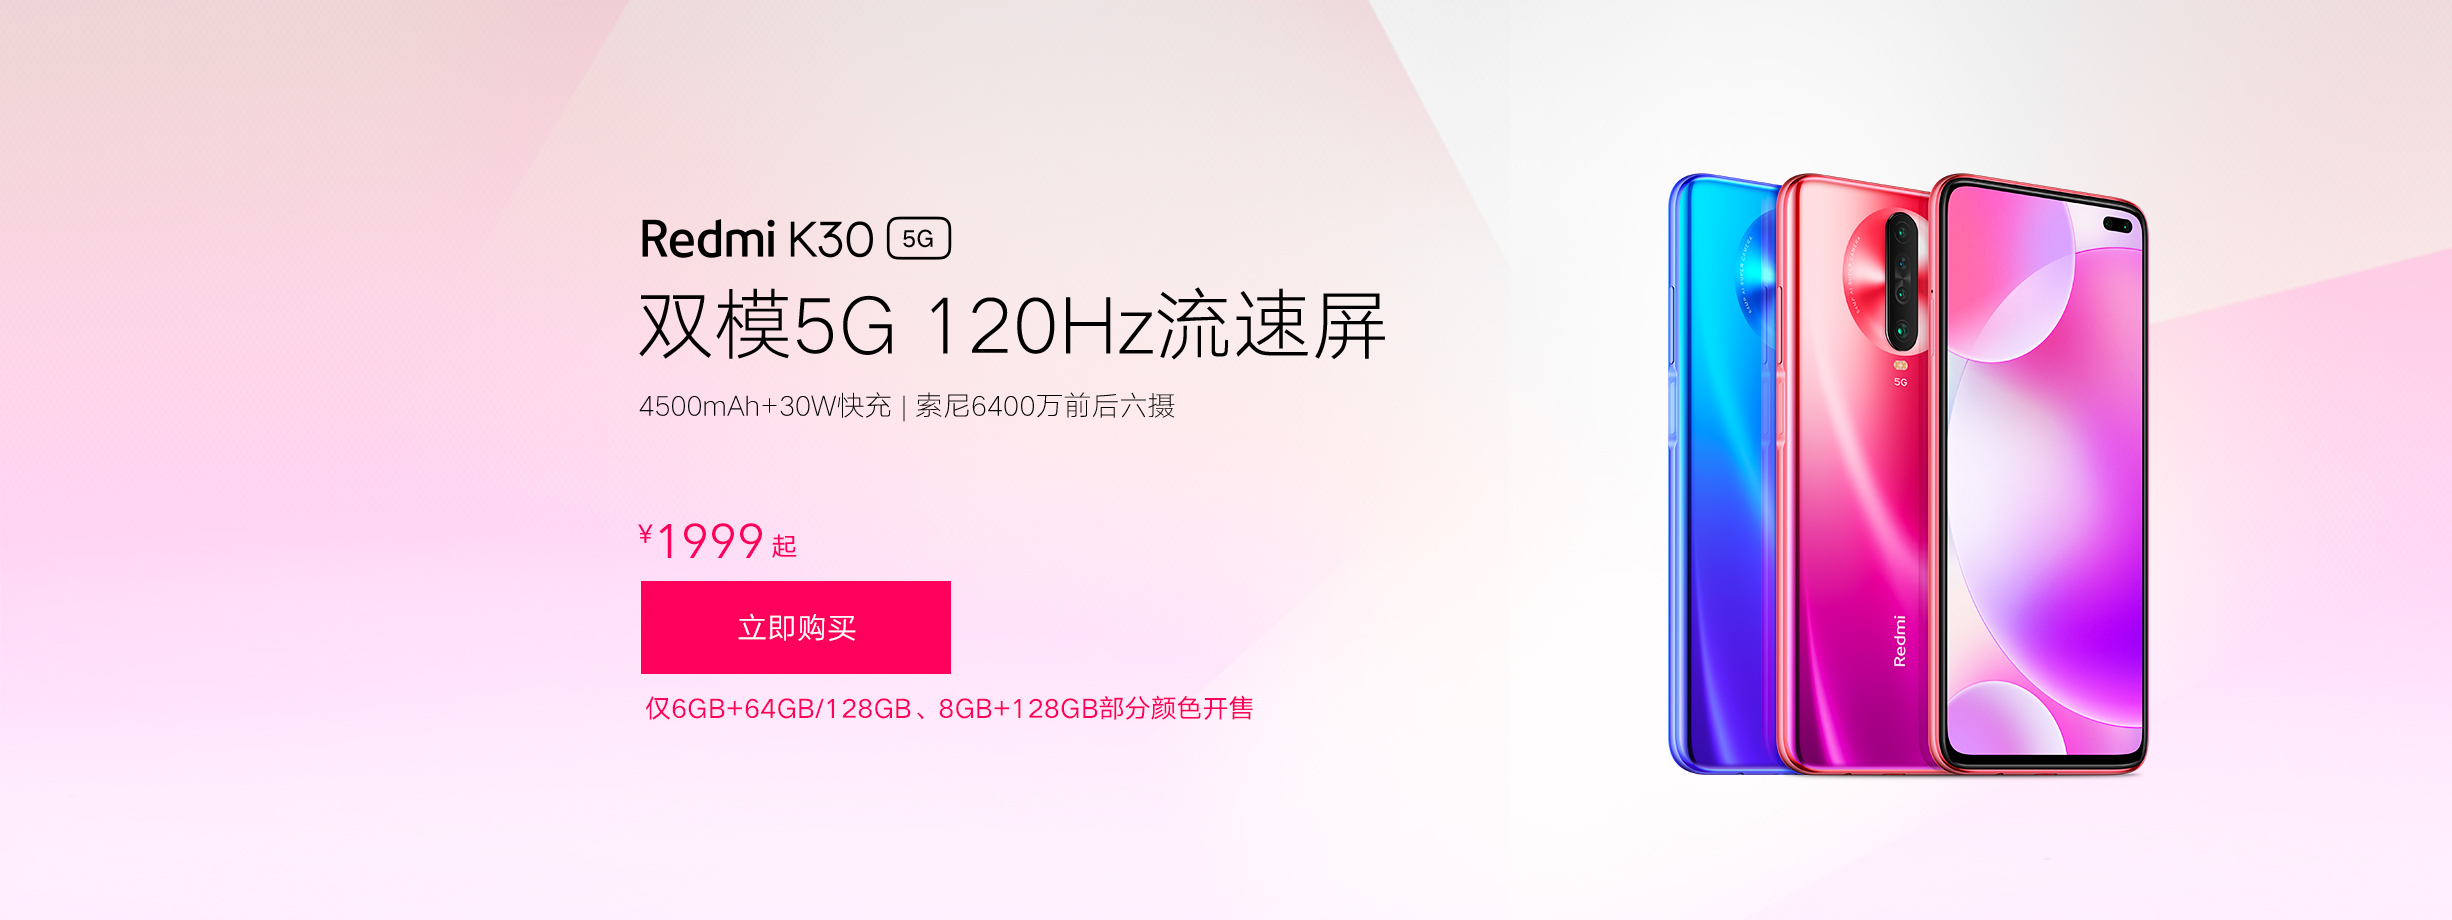 Redmi K30 5G
双模5G 120Hz流速屏
4500mAh+30W快充 | 索尼6400万前后六摄
¥1999 起
立即购买
仅6GB+64GB/128GB、8GB+128GB部分颜色开售
5G
Redmi